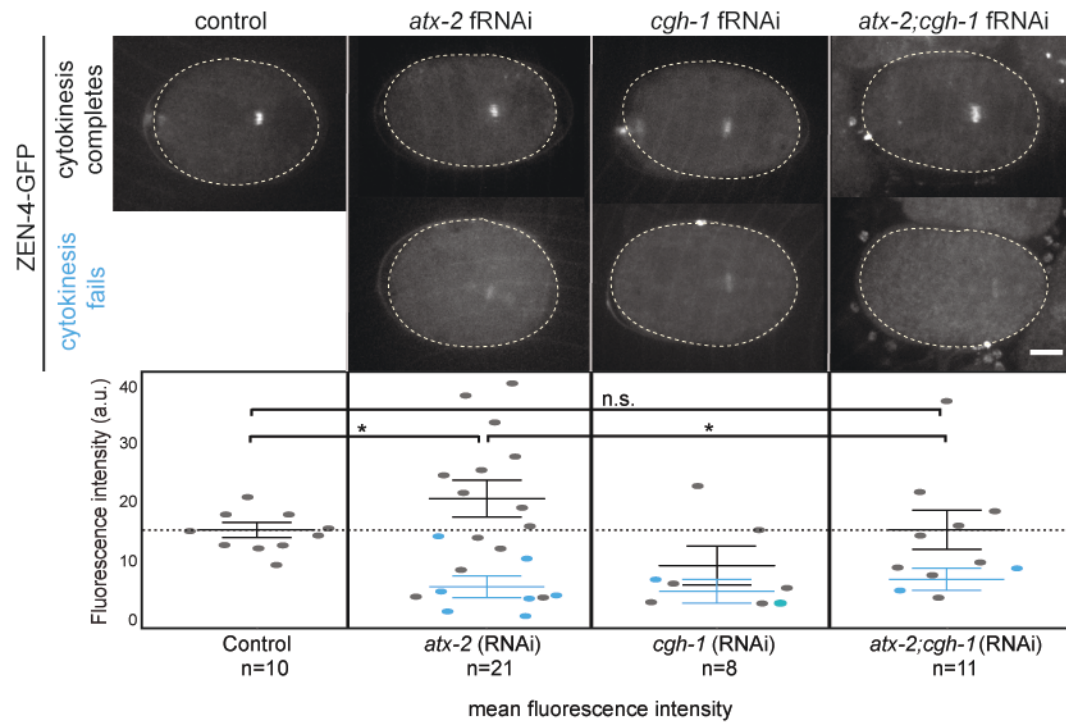 control
atx-2 fRNAi
cgh-1 fRNAi
atx-2;cgh-1 fRNAi
ZEN-4-GFP
cytokinesis
completes
cytokinesis
fails
Fluorescence intensity (a.u.)
40
30
20
10
0
n.s.
*
*
Control
n=10
atx-2 (RNAi)
n=21
cgh-1 (RNAi)
n=8
atx-2;cgh-1 (RNAi)
n=11
mean fluorescence intensity